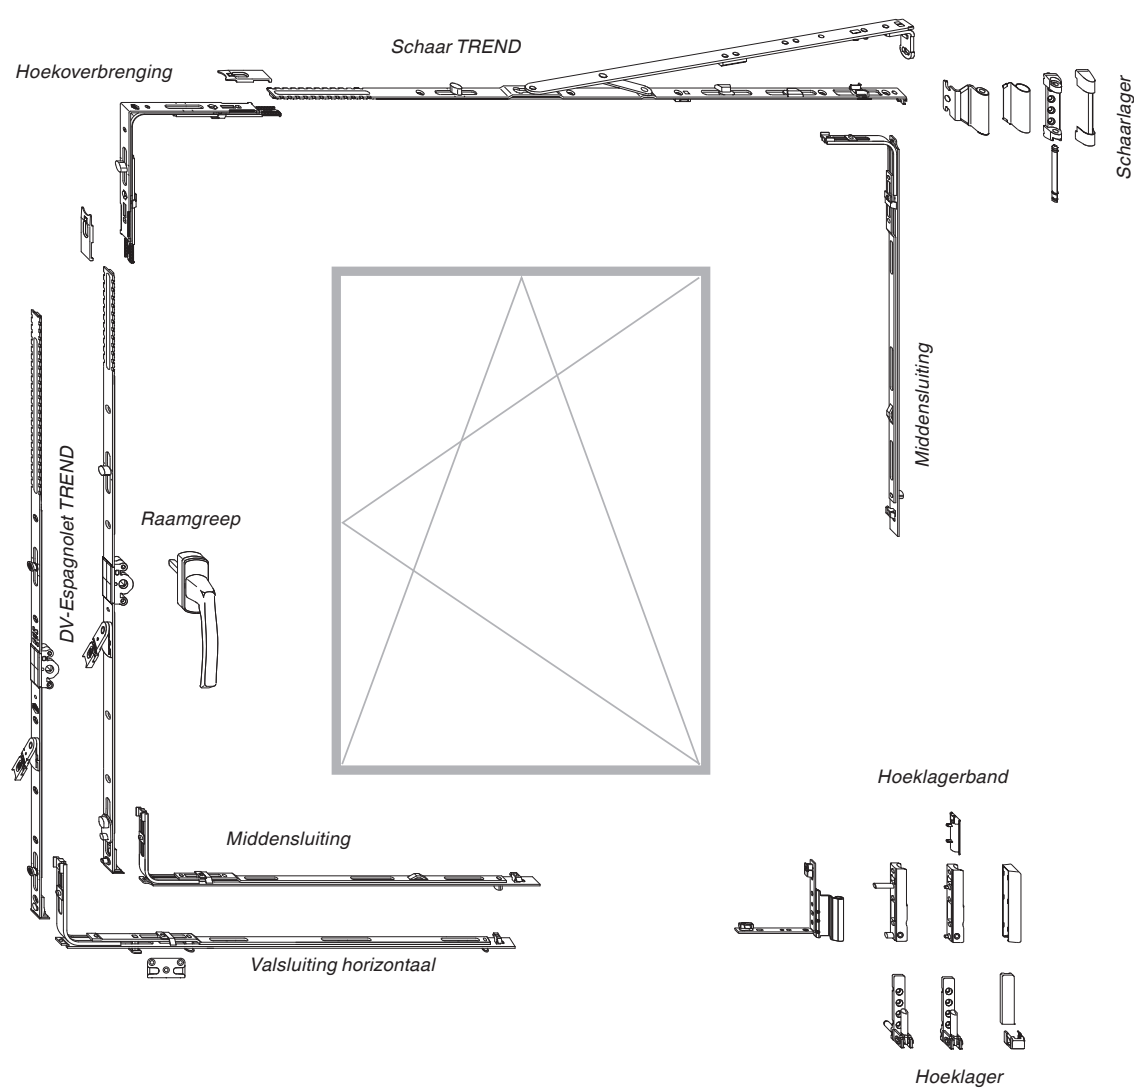 Schaar TREND
Hoekoverbrenging
Schaarlager
Middensluiting
DV-Espagnolet TREND
Raamgreep
Hoeklagerband
Middensluiting
Valsluiting horizontaal
Hoeklager